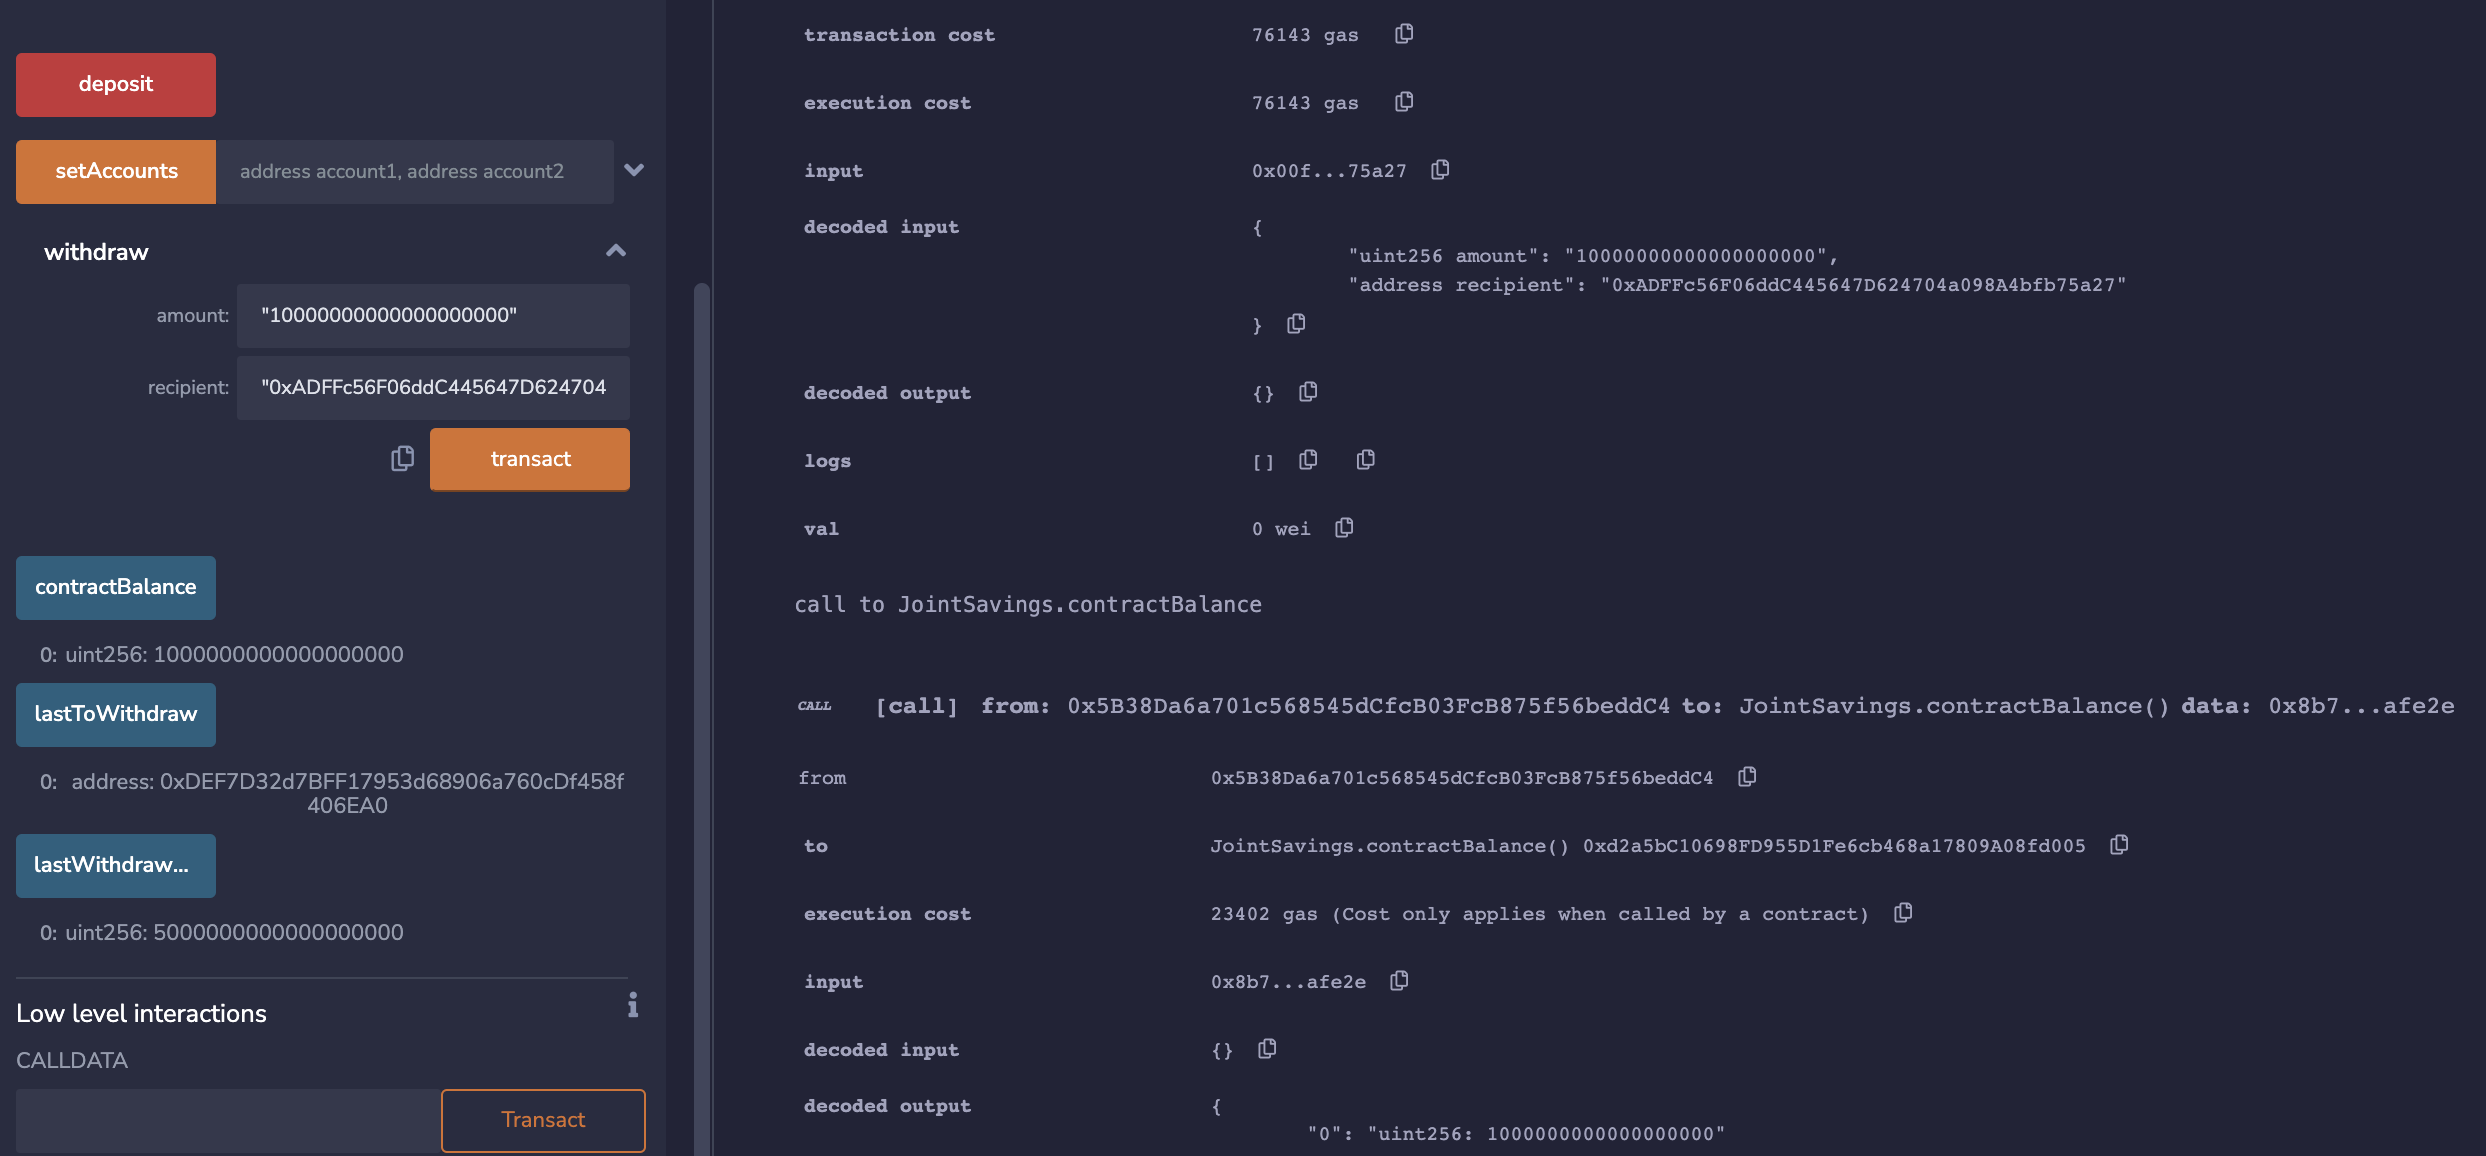 deposit
setAccounts address account1, address account2
withdraw
amount: "10000000000000000000"
recipient: "0xADFFc56F06ddC445647D624704
transact
contractBalance
0: uint256: 1000000000000000000
lastToWithdraw
0: address: 0xDEF7D32d7BFF17953d68906a760cDf458f
406EA0
lastWithdraw...
0: uint256: 5000000000000000000
Low level interactions
CALLDATA
Transact
transaction cost 76143 gas
execution cost 76143 gas
input 0x00f...75a27
decoded input {
"uint256 amount": "10000000000000000000",
"address recipient": "0xADFFc56F06ddC445647D624704a098A4bfb75a27"
}
decoded output {}
logs []
val 0 wei
call to JointSavings.contractBalance
CALL [call] from: 0x5B38Da6a701c568545dCfcB03FcB875f56beddC4 to: JointSavings.contractBalance() data: 0x8b7...afe2e
from 0x5B38Da6a701c568545dCfcB03FcB875f56beddC4
to JointSavings.contractBalance() 0xd2a5bC10698FD955D1Fe6cb468a17809A08fd005
execution cost 23402 gas (Cost only applies when called by a contract)
input 0x8b7...afe2e
decoded input {}
decoded output {
"0": "uint256: 1000000000000000000"